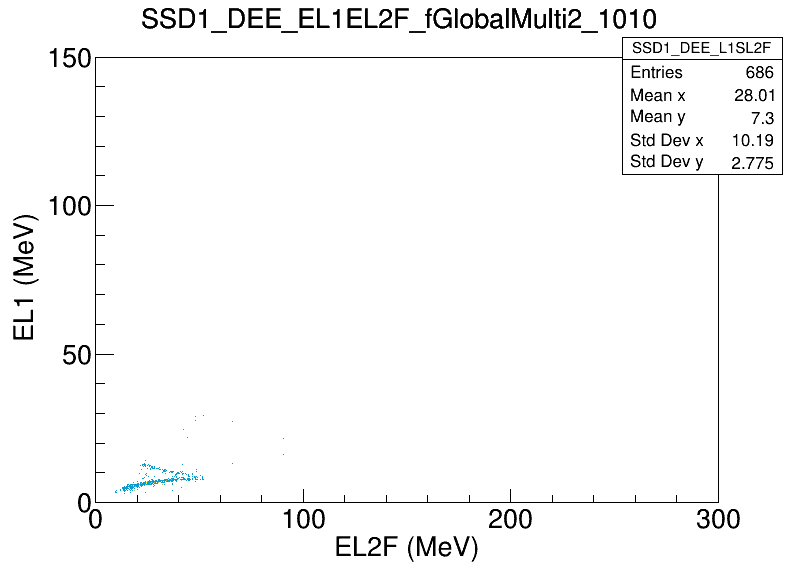 SSD1_DEE_EL1EL2F_fGlobalMulti2_1010
SSD1_DEE_L1SL2F
Entries 686
Mean x 28.01
Mean y 7.3
Std Dev x 10.19
Std Dev y 2.775
150
100
50
0
EL1 (MeV)
0 100 200 300
EL2F (MeV)